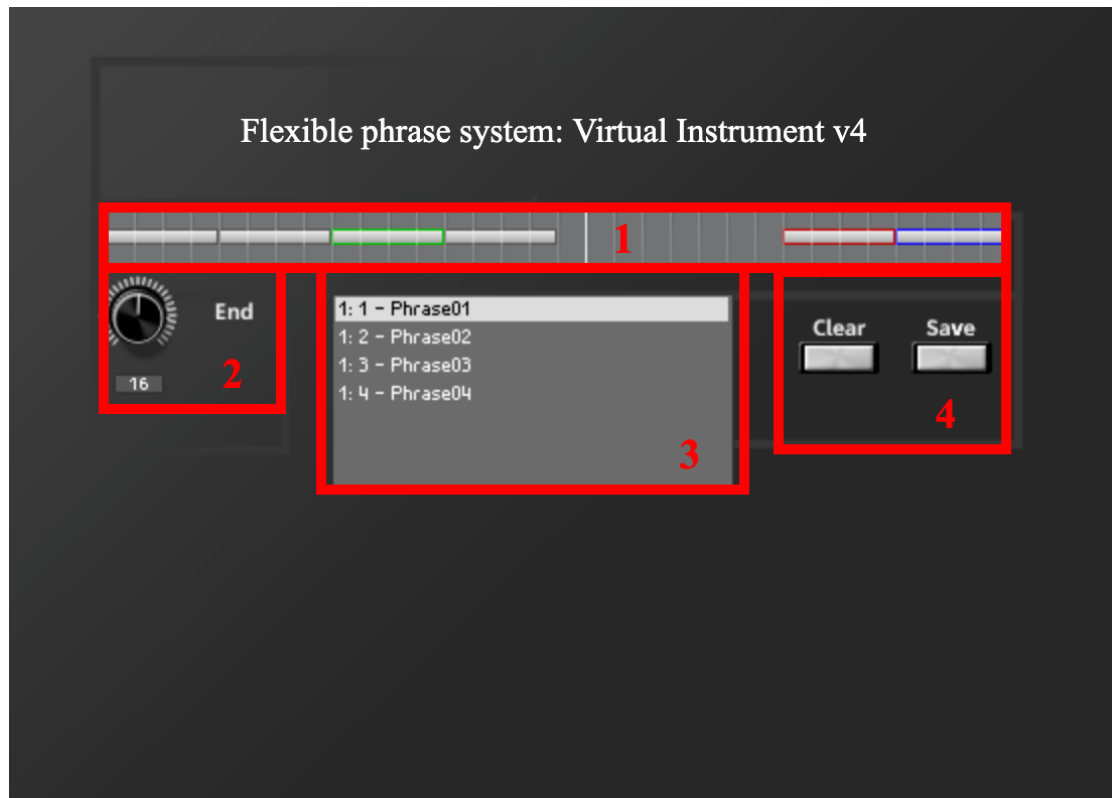 Flexible phrase system: Virtual Instrument v4
1
End
16
2
1: 1 - Phrase01
1: 2 - Phrase02
1: 3 - Phrase03
1: 4 - Phrase04
3
Clear Save
4